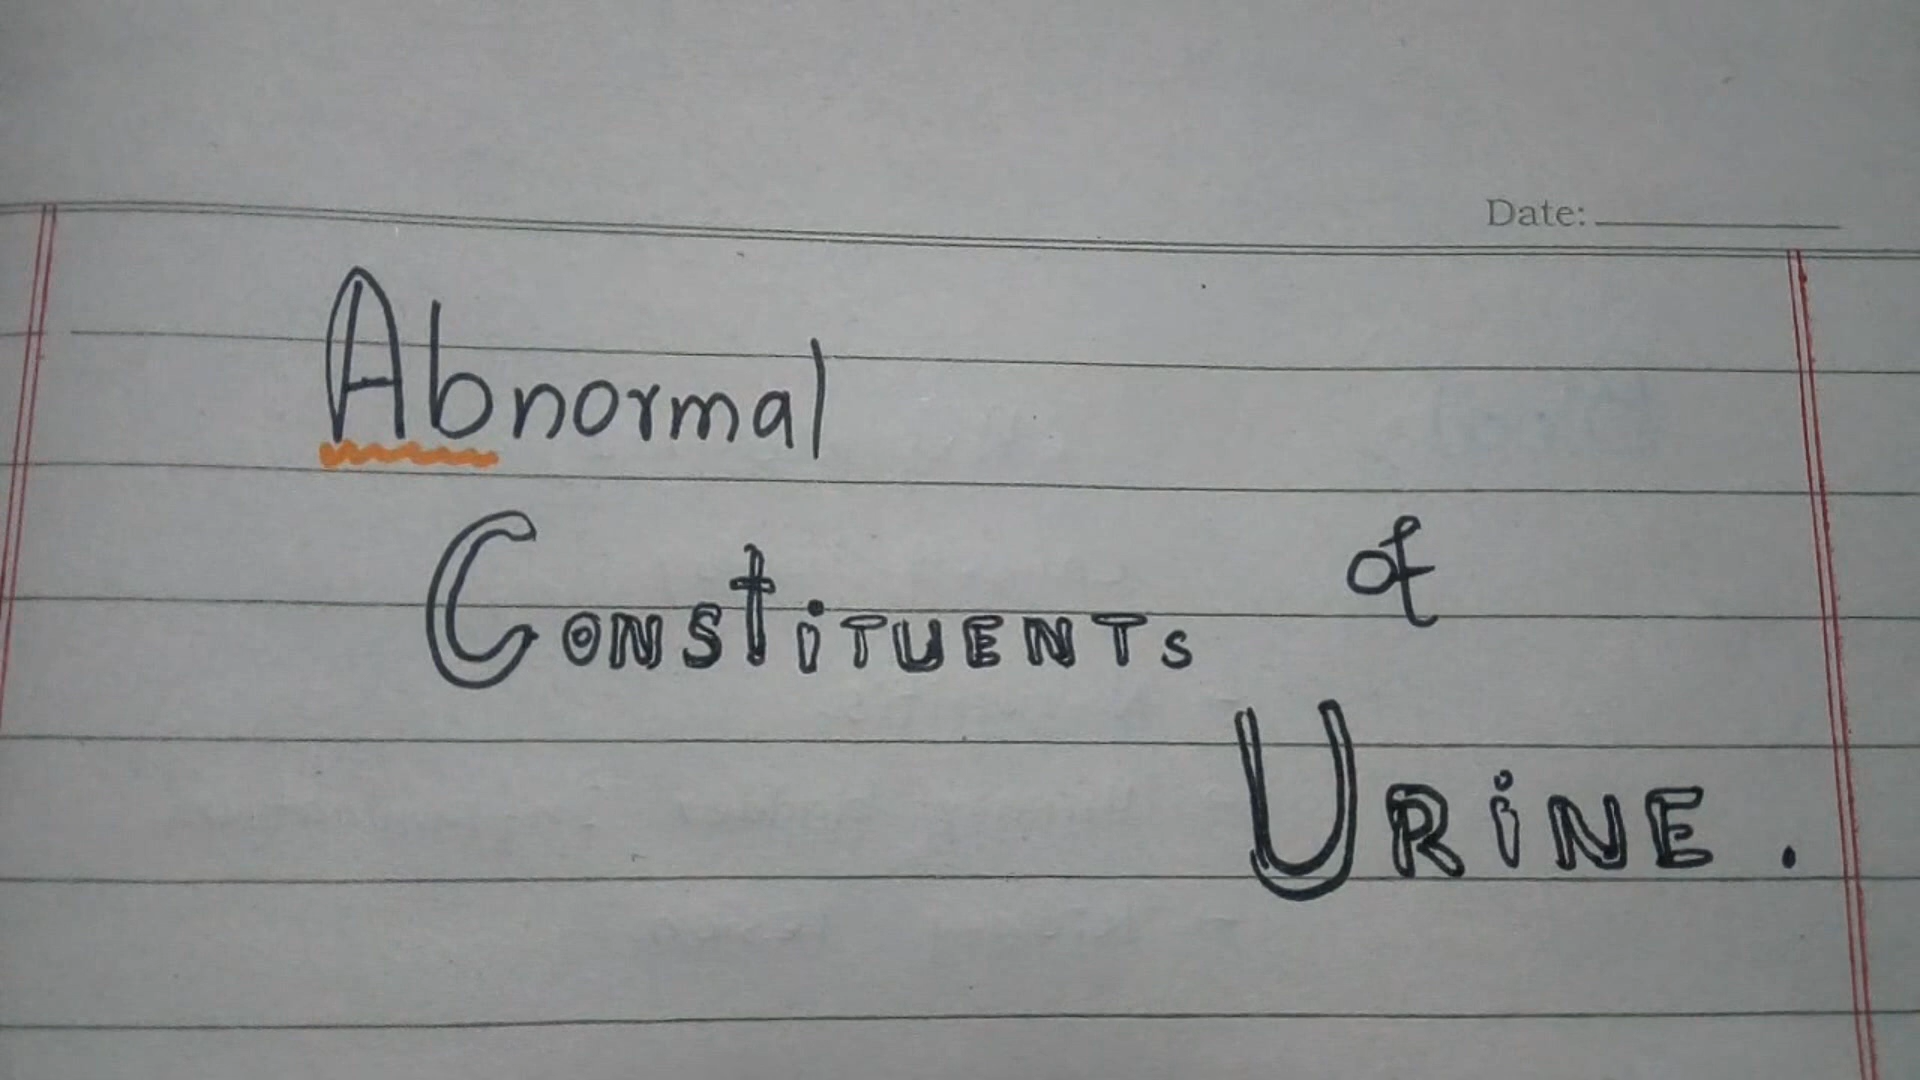 Date:
Abnormal
Constituents of
Urine.